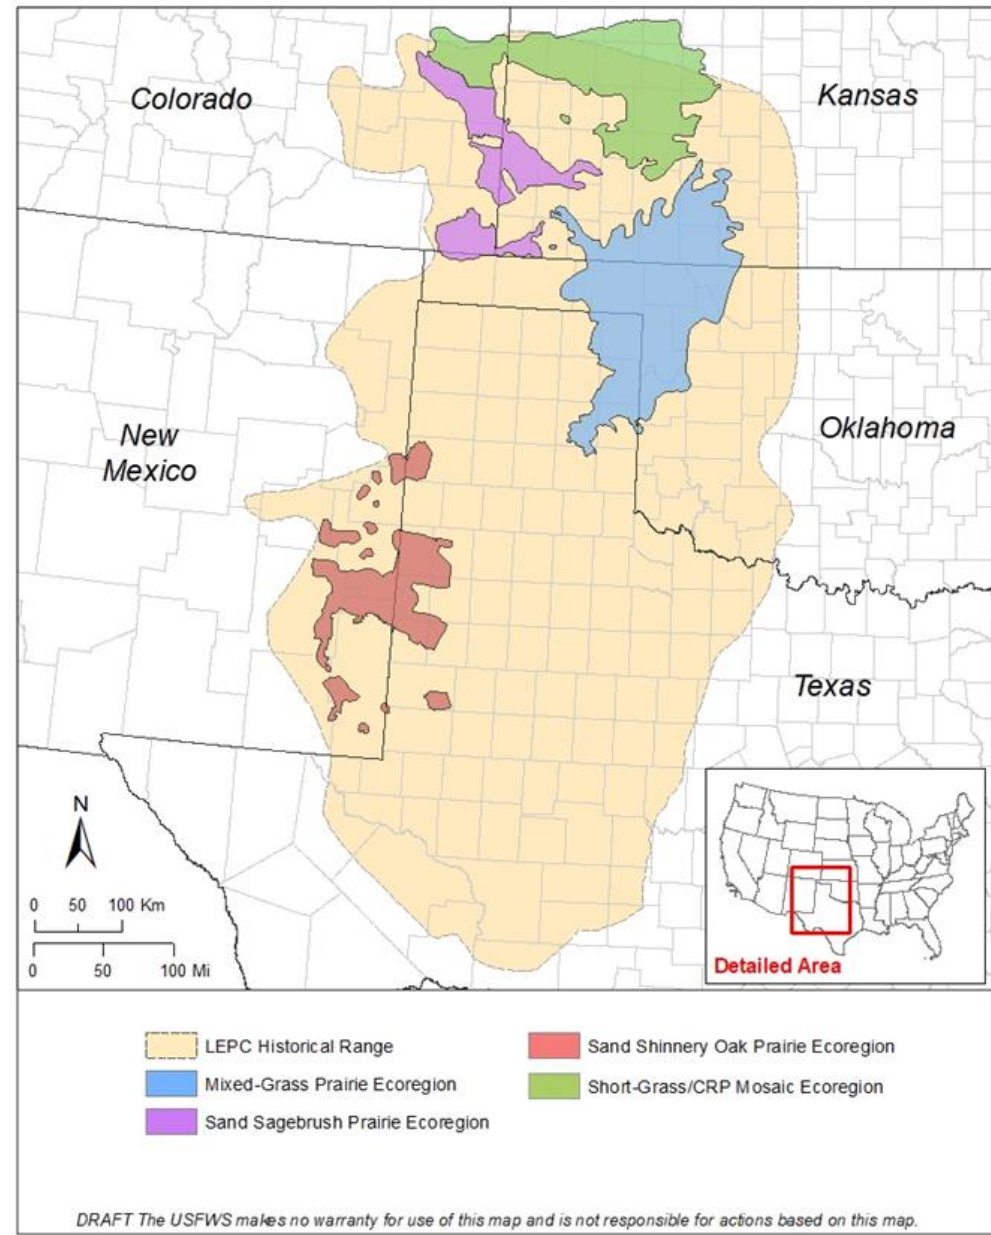 Colorado
Kansas
New
Mexico
Oklahoma
Texas
N
0 50 100 Km
0 50 100 Mi
Detailed Area
LEPC Historical Range
Mixed-Grass Prairie Ecoregion
Sand Sagebrush Prairie Ecoregion
Sand Shinnery Oak Prairie Ecoregion
Short-Grass/CRP Mosaic Ecoregion
DRAFT The USFWS makes no warranty for use of this map and is not responsible for actions based on this map.